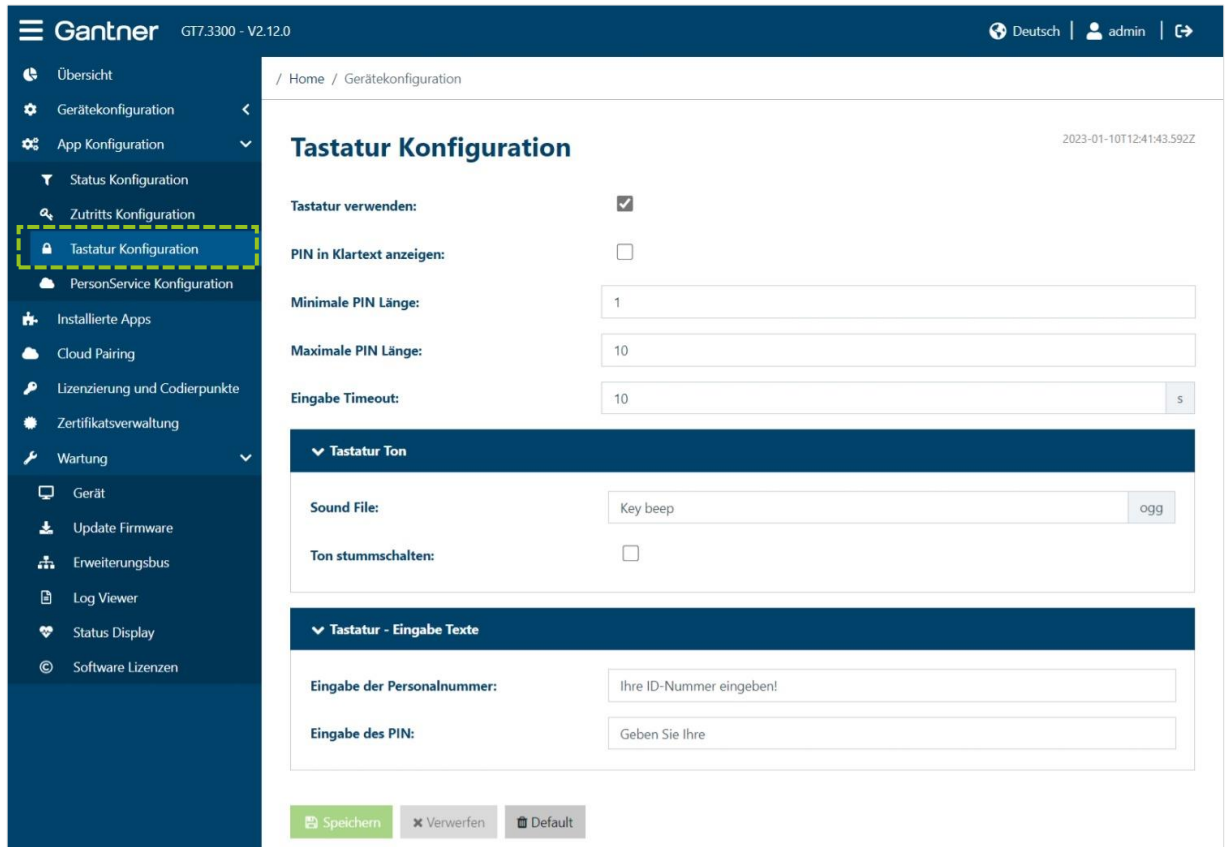 Gantner GT7.3300 - V2.12.0
Deutsch | admin |
Übersicht
Gerätekonfiguration
App Konfiguration
Status Konfiguration
Zutritts Konfiguration
Tastatur Konfiguration
PersonService Konfiguration
Installierte Apps
Cloud Pairing
Lizenzierung und Codierpunkte
Zertifikatsverwaltung
Wartung
Gerät
Update Firmware
Erweiterungsbus
Log Viewer
Status Display
Software Lizenzen
/ Home / Gerätekonfiguration
Tastatur Konfiguration
2023-01-10T12:41:43.592Z
Tastatur verwenden:
PIN in Klartext anzeigen:
Minimale PIN Länge: 1
Maximale PIN Länge: 10
Eingabe Timeout: 10 s
Tastatur Ton
Sound File: Key beep ogg
Ton stummschalten:
Tastatur - Eingabe Texte
Eingabe der Personalnummer: Ihre ID-Nummer eingeben!
Eingabe des PIN: Geben Sie Ihre
Speichern Verwerfen Default